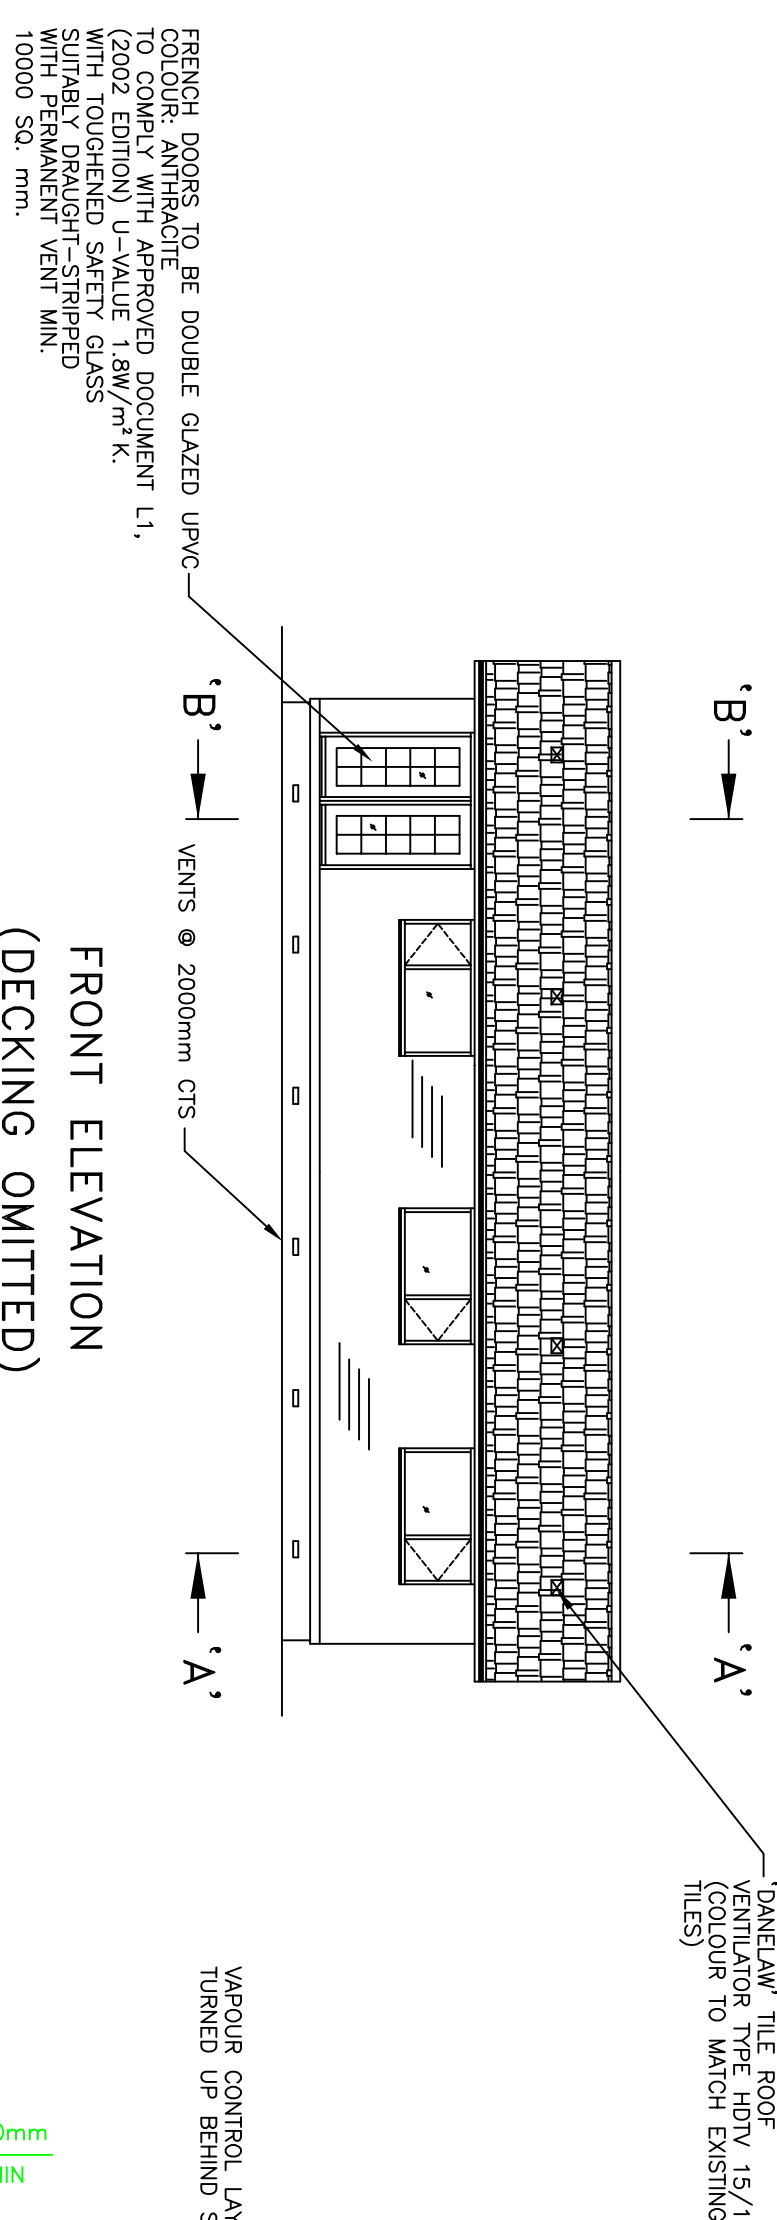 'DANELAW' TILE ROOF
VENTILATOR TYPE HDTV 15/1
(COLOUR TO MATCH EXISTING
TILES)
'B'
'A'
FRENCH DOORS TO BE DOUBLE GLAZED UPVC
COLOUR: ANTHRACITE
TO COMPLY WITH APPROVED DOCUMENT L1,
(2002 EDITION) U-VALUE 1.8W/m² K.
WITH TOUGHENED SAFETY GLASS
SUITABLY DRAUGHT-STRIPPED
WITH PERMANENT VENT MIN.
10000 SQ. mm.
'B'
'A'
VENTS @ 2000mm CTS
FRONT ELEVATION
(DECKING OMITTED)
VAPOUR CONTROL LAY
TURNED UP BEHIND S
0mm